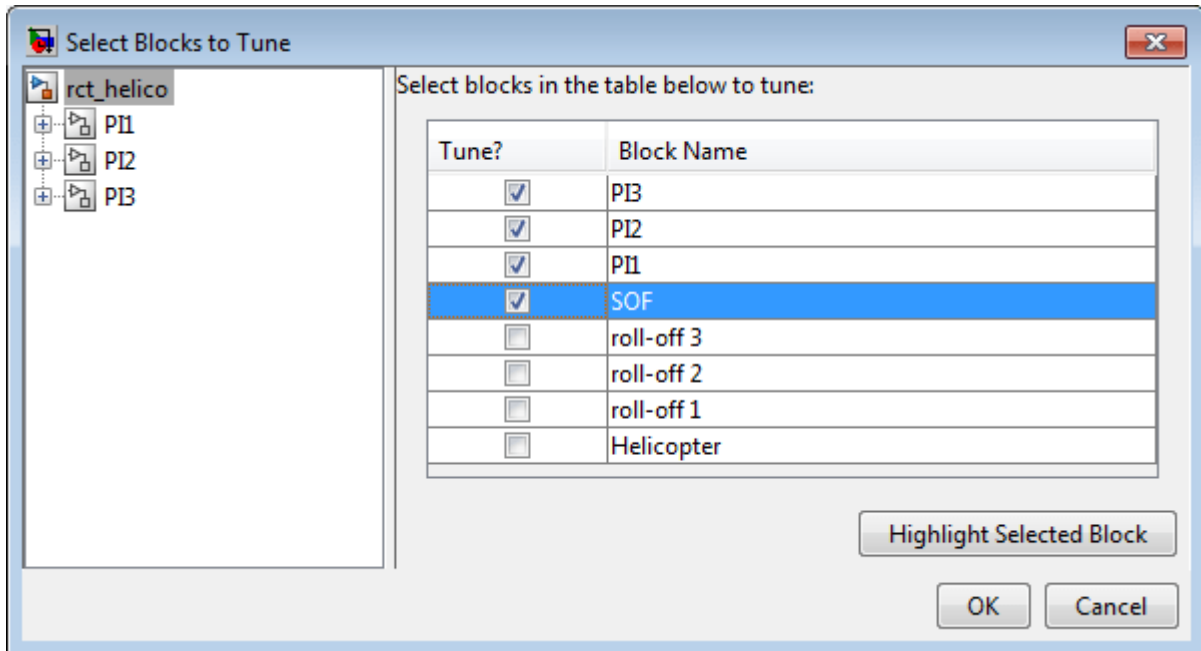 Select Blocks to Tune
rct_helico
PI1
PI2
PI3
Select blocks in the table below to tune:
Tune? Block Name
PI3
PI2
PI1
SOF
roll-off 3
roll-off 2
roll-off 1
Helicopter
Highlight Selected Block
OK Cancel